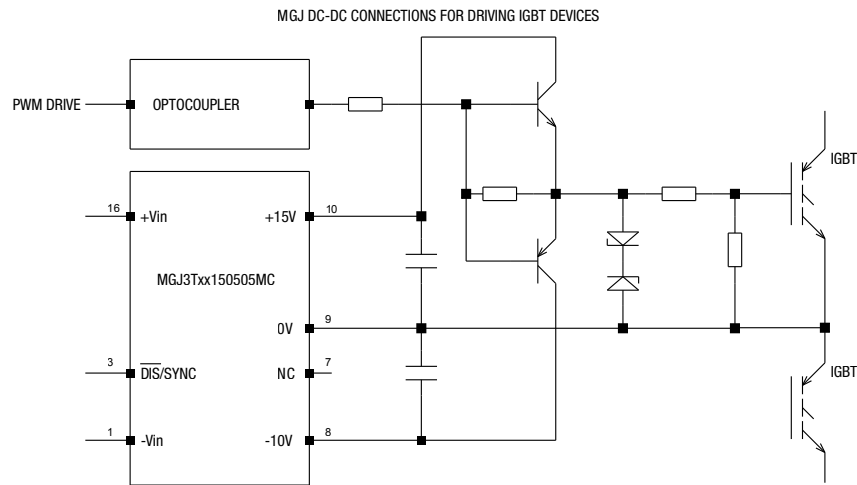 MGJ DC-DC CONNECTIONS FOR DRIVING IGBT DEVICES
PWM DRIVE
OPTOCOUPLER
IGBT
16
+Vin
+15V
10
MGJ3Txx150505MC
0V
9
3
DIS/SYNC
NC
7
IGBT
1
-Vin
-10V
8